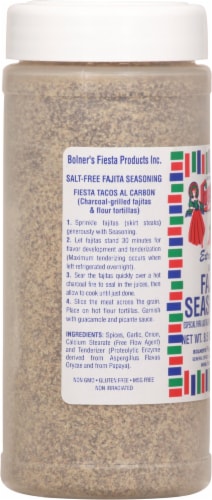 Bolner's Fiesta Products Inc.
SALT-FREE FAJITA SEASONING
FIESTA TACOS AL CARBON
(Charcoal-grilled fajitas
& flour tortillas)
1. Sprinkle fajitas (skirt steaks)
generously with Seasoning.
2. Let fajitas stand 30 minutes for
flavor development and tenderization
(Maximum tenderizing occurs when
left refrigerated overnight).
3. Sear the fajitas quickly over a hot
charcoal fire to seal in the juices, then
allow to cook until just done.
4. Slice the meat across the grain.
Place on hot flour tortillas. Garnish
with guacamole and picante sauce.
INGREDIENTS: Spices, Garlic, Onion,
Calcium Stearate (Free Flow Agent)
and Tenderizer (Proteolytic Enzyme
derived from Aspergillus Flavus
Oryzae and from Papaya).
NON GMO • GLUTEN FREE • MSG FREE
NON IRRADIATED
FA
SEAS
NET WT.